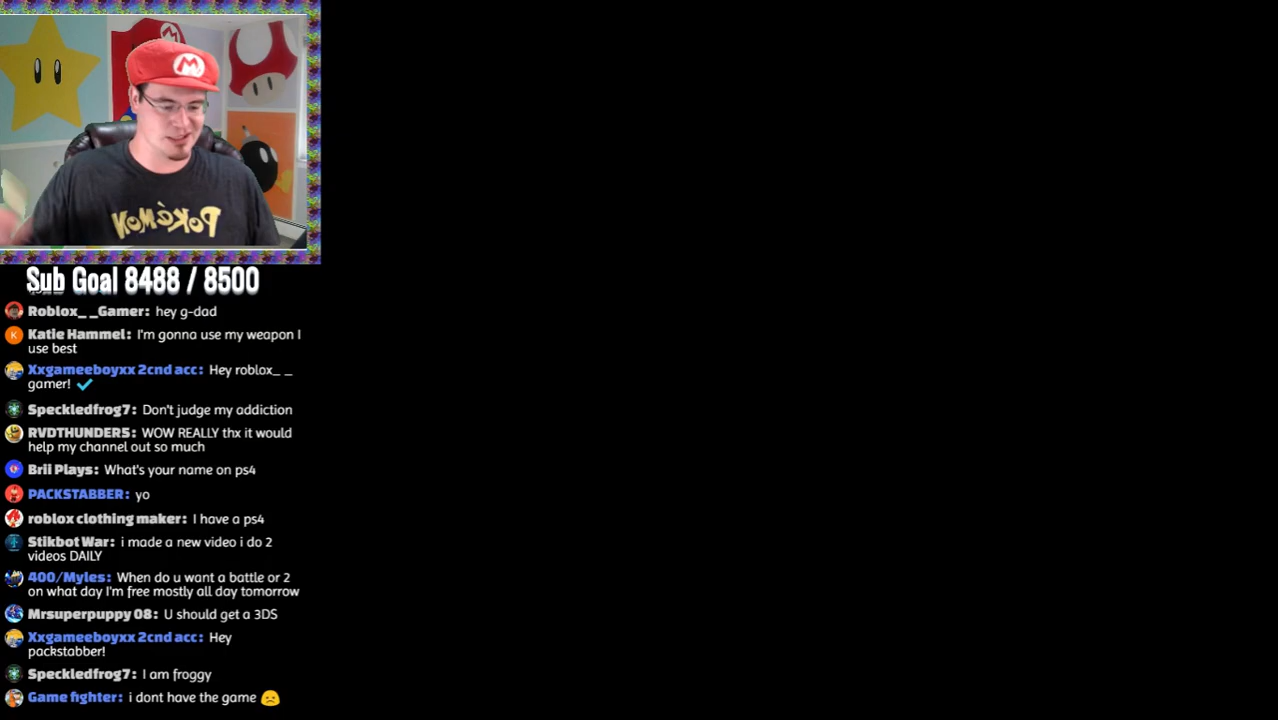 M
POKÉMON
Sub Goal 8488 / 8500
Roblox_ _Gamer: hey g-dad
K
Katie Hammel: I'm gonna use my weapon I
use best
Xxgameeboyxx 2cnd acc: Hey roblox_ _
gamer!
Speckledfrog7: Don't judge my addiction
RVDTHUNDERS: WOW REALLY thx it would
help my channel out so much
Brii Plays: What's your name on ps4
PACKSTABBER: yo
roblox clothing maker: I have a ps4
Stikbot War: i made a new video i do 2
videos DAILY
400/Myles: When do u want a battle or 2
on what day I'm free mostly all day tomorrow
Mrsuperpuppy 08: U should get a 3DS
Xxgameeboyxx 2cnd acc: Hey
packstabber!
Speckledfrog7: I am froggy
Game fighter: i dont have the game